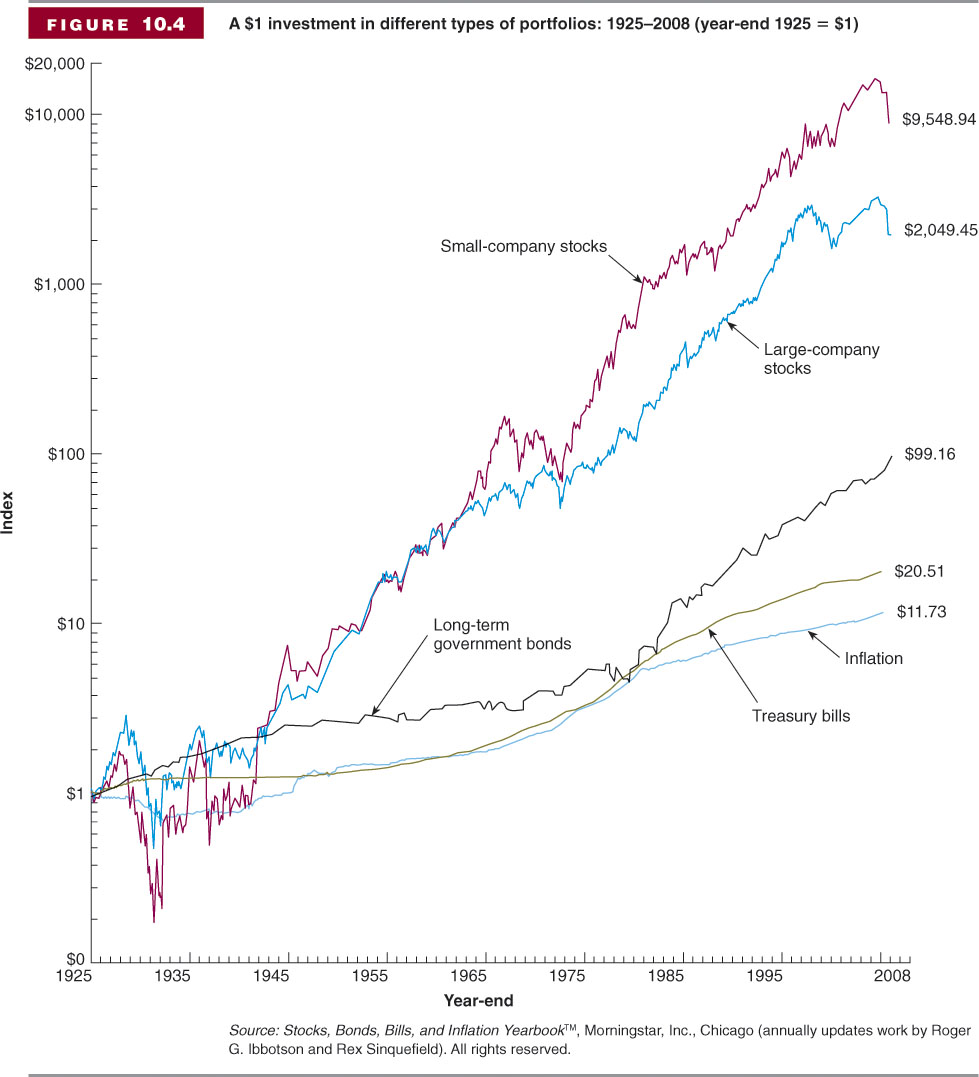 FIGURE 10.4
A $1 investment in different types of portfolios: 1925–2008 (year-end 1925 = $1)
$20,000
$10,000
$9,548.94
$2,049.45
Small-company stocks
$1,000
Large-company
stocks
$100
$99.16
Index
$20.51
$10
$11.73
Long-term
government bonds
Inflation
Treasury bills
$1
$0
1925 1935 1945 1955 1965 1975 1985 1995 2008
Year-end
Source: Stocks, Bonds, Bills, and Inflation Yearbook™, Morningstar, Inc., Chicago (annually updates work by Roger
G. Ibbotson and Rex Sinquefield). All rights reserved.